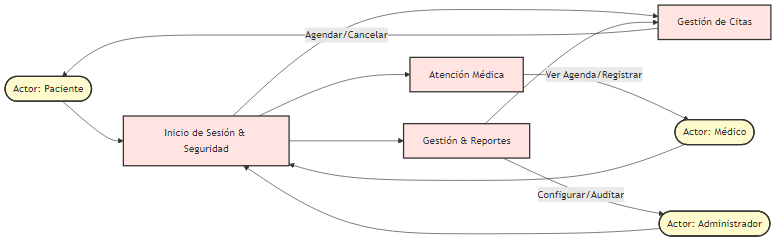 Gestión de Citas
Agendar/Cancelar
Atención Médica
Ver Agenda/Registrar
Actor: Paciente
Inicio de Sesión &
Seguridad
Gestión & Reportes
Actor: Médico
Configurar/Auditar
Actor: Administrador